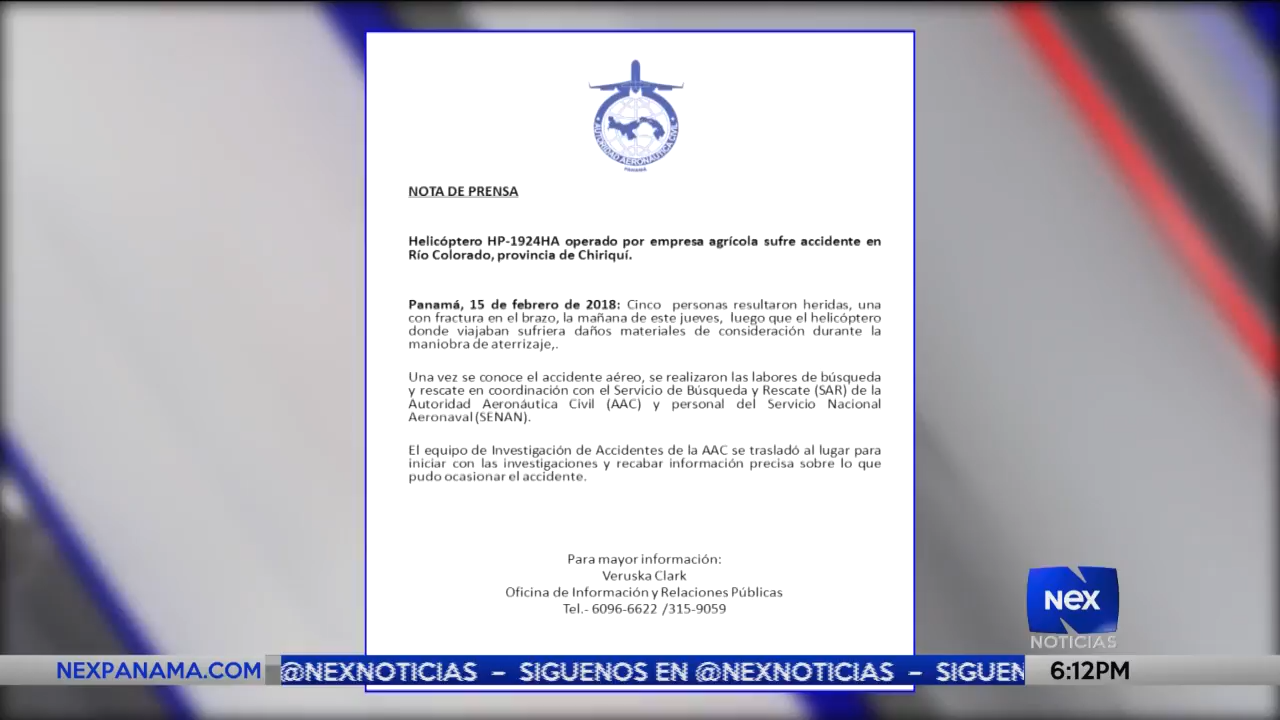 AUTORIDAD AERONÁUTICA CIVIL
PANAMÁ
NOTA DE PRENSA
Helicóptero HP-1924HA operado por empresa agrícola sufre accidente en
Río Colorado, provincia de Chiriquí.
Panamá, 15 de febrero de 2018: Cinco personas resultaron heridas, una
con fractura en el brazo, la mañana de este jueves, luego que el helicóptero
donde viajaban sufriera daños materiales de consideración durante la
maniobra de aterrizaje,.
Una vez se conoce el accidente aéreo, se realizaron las labores de búsqueda
y rescate en coordinación con el Servicio de Búsqueda y Rescate (SAR) de la
Autoridad Aeronáutica Civil (AAC) y personal del Servicio Nacional
Aeronaval (SENAN).
El equipo de Investigación de Accidentes de la AAC se trasladó al lugar para
iniciar con las investigaciones y recabar información precisa sobre lo que
pudo ocasionar el accidente.
Para mayor información:
Veruska Clark
Oficina de Información y Relaciones Públicas
Tel.- 6096-6622 /315-9059
NEX
NOTICIAS
NEXPANAMA.COM @NEXNOTICIAS – SIGUENOS EN @NEXNOTICIAS – SIGUEN 6:12PM